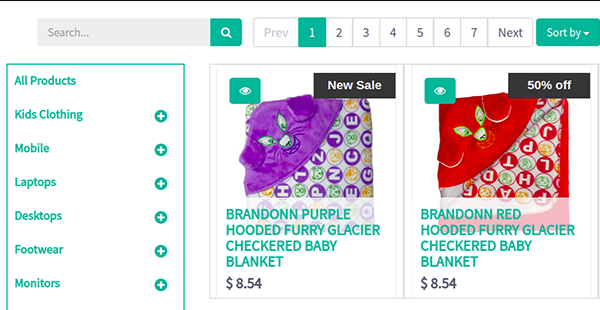 Search...
Prev 1 2 3 4 5 6 7 Next
Sort by
All Products
Kids Clothing
Mobile
Laptops
Desktops
Footwear
Monitors
New Sale
BRANDONN PURPLE
HOODED FURRY GLACIER
CHECKERED BABY
BLANKET
$ 8.54
50% off
BRANDONN RED
HOODED FURRY GLACIER
CHECKERED BABY
BLANKET
$ 8.54